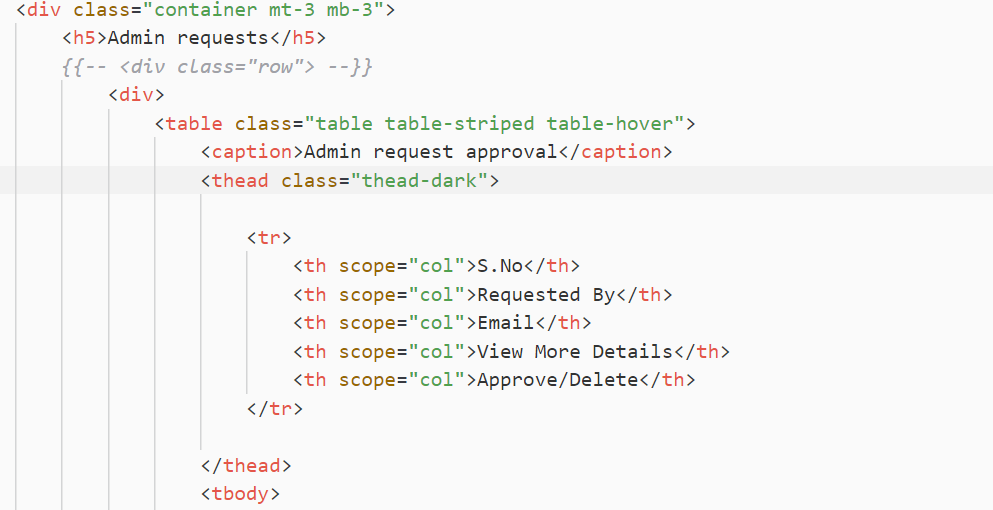 <div class="container mt-3 mb-3">
<h5>Admin requests</h5>
{{-- <div class="row"> --}}
<div>
<table class="table table-striped table-hover">
<caption>Admin request approval</caption>
<thead class="thead-dark">
<tr>
<th scope="col">S.No</th>
<th scope="col">Requested By</th>
<th scope="col">Email</th>
<th scope="col">View More Details</th>
<th scope="col">Approve/Delete</th>
</tr>
</thead>
<tbody>